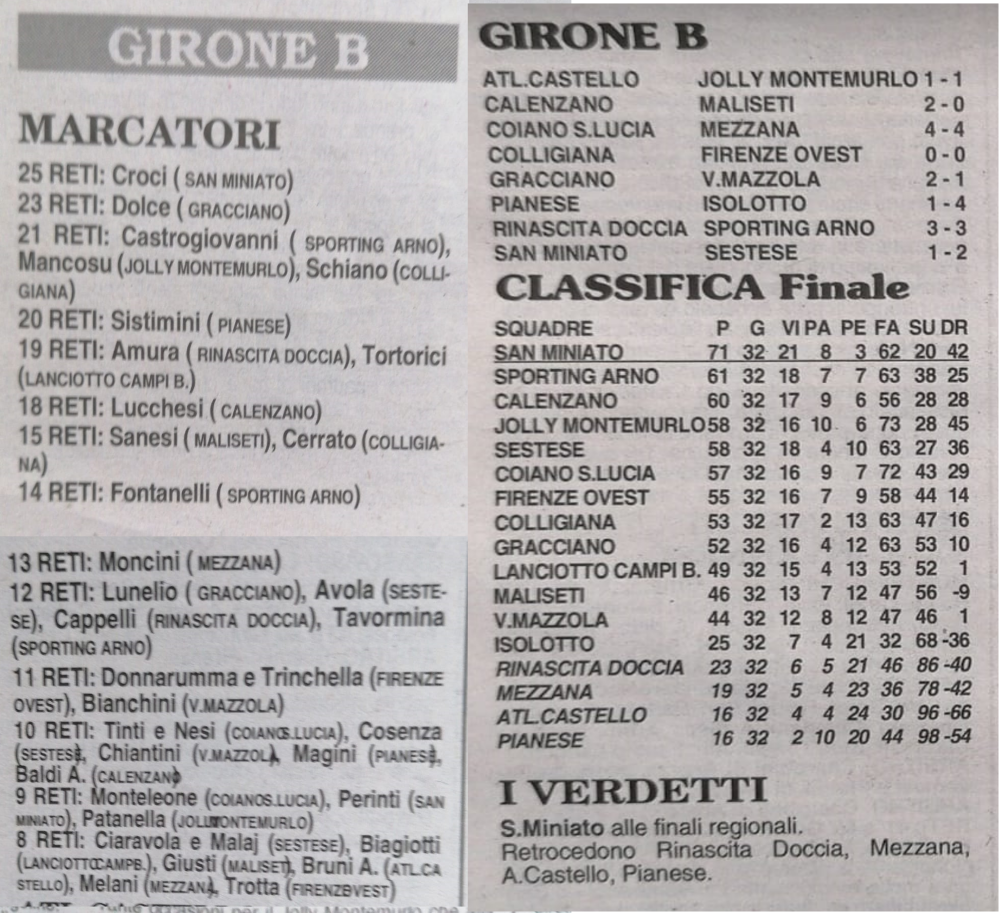 GIRONE B
MARCATORI
25 RETI: Croci ( SAN MINIATO)
23 RETI: Dolce ( GRACCIANO)
21 RETI: Castrogiovanni ( SPORTING ARNO),
Mancosu (JOLLY MONTEMURLO), Schiano (COLLI-
GIANA)
20 RETI: Sistimini ( PIANESE)
19 RETI: Amura ( RINASCITA DOCCIA), Tortorici
(LANCIOTTO CAMPI B.)
18 RETI: Lucchesi ( CALENZANO)
15 RETI: Sanesi ( MALISETI), Cerrato (COLLIGIA-
NA)
14 RETI: Fontanelli ( SPORTING ARNO)
13 RETI: Moncini ( MEZZANA)
12 RETI: Lunelio ( GRACCIANO), Avola (SESTE-
SE), Cappelli (RINASCITA DOCCIA), Tavormina
(SPORTING ARNO)
11 RETI: Donnarumma e Trinchella (FIRENZE
OVEST), Bianchini (V.MAZZOLA)
10 RETI: Tinti e Nesi (COIANOS.LUCIA), Cosenza
(SESTESE), Chiantini (V.MAZZOLA), Magini (PIANESE),
Baldi A. (CALENZANO)
9 RETI: Monteleone (COIANOS.LUCIA), Perinti (SAN
MINIATO), Patanella (JOLLYMONTEMURLO)
8 RETI: Ciaravola e Malaj (SESTESE), Biagiotti
(LANCIOTTOCAMPB.), Giusti (MALISETI), Bruni A. (ATL.CA
STELLO), Melani (MEZZANA), Trotta (FIRENZEOVEST)
GIRONE B
ATL.CASTELLO JOLLY MONTEMURLO 1 - 1
CALENZANO MALISETI 2 - 0
COIANO S.LUCIA MEZZANA 4 - 4
COLLIGIANA FIRENZE OVEST 0 - 0
GRACCIANO V.MAZZOLA 2 - 1
PIANESE ISOLOTTO 1 - 4
RINASCITA DOCCIA SPORTING ARNO 3 - 3
SAN MINIATO SESTESE 1 - 2
CLASSIFICA Finale
SQUADRE P G VI PA PE FA SU DR
SAN MINIATO 71 32 21 8 3 62 20 42
SPORTING ARNO 61 32 18 7 7 63 38 25
CALENZANO 60 32 17 9 6 56 28 28
JOLLY MONTEMURLO 58 32 16 10 6 73 28 45
SESTESE 58 32 18 4 10 63 27 36
COIANO S.LUCIA 57 32 16 9 7 72 43 29
FIRENZE OVEST 55 32 16 7 9 58 44 14
COLLIGIANA 53 32 17 2 13 63 47 16
GRACCIANO 52 32 16 4 12 63 53 10
LANCIOTTO CAMPI B. 49 32 15 4 13 53 52 1
MALISETI 46 32 13 7 12 47 56 -9
V.MAZZOLA 44 32 12 8 12 47 46 1
ISOLOTTO 25 32 7 4 21 32 68 -36
RINASCITA DOCCIA 23 32 6 5 21 46 86 -40
MEZZANA 19 32 5 4 23 36 78 -42
ATL.CASTELLO 16 32 4 4 24 30 96 -66
PIANESE 16 32 2 10 20 44 98 -54
I VERDETTI
S.Miniato alle finali regionali.
Retrocedono Rinascita Doccia, Mezzana,
A.Castello, Pianese.